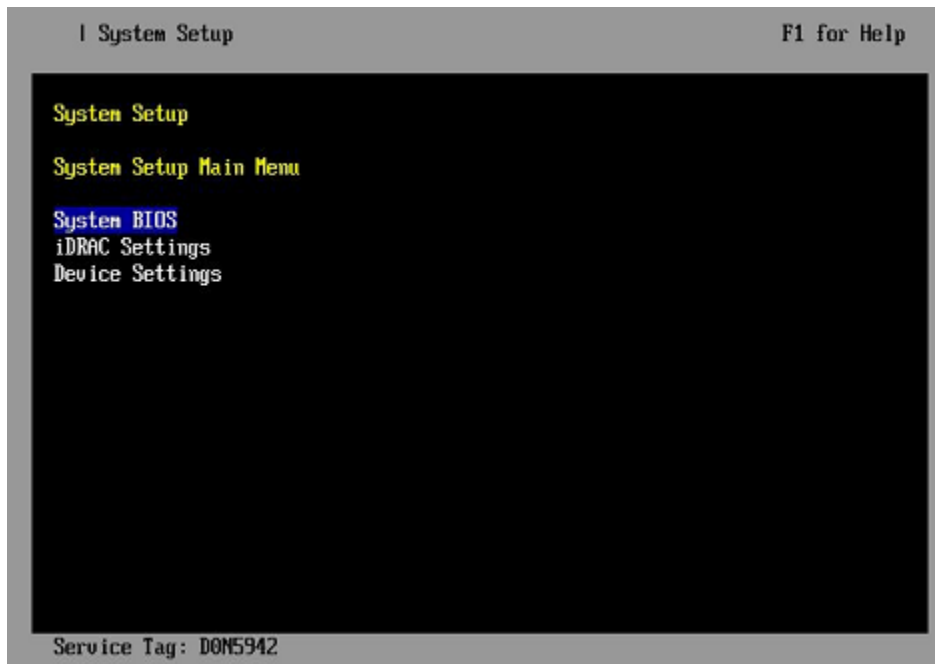 | System Setup
F1 for Help
System Setup
System Setup Main Menu
System BIOS
iDRAC Settings
Device Settings
Service Tag: D0N5942